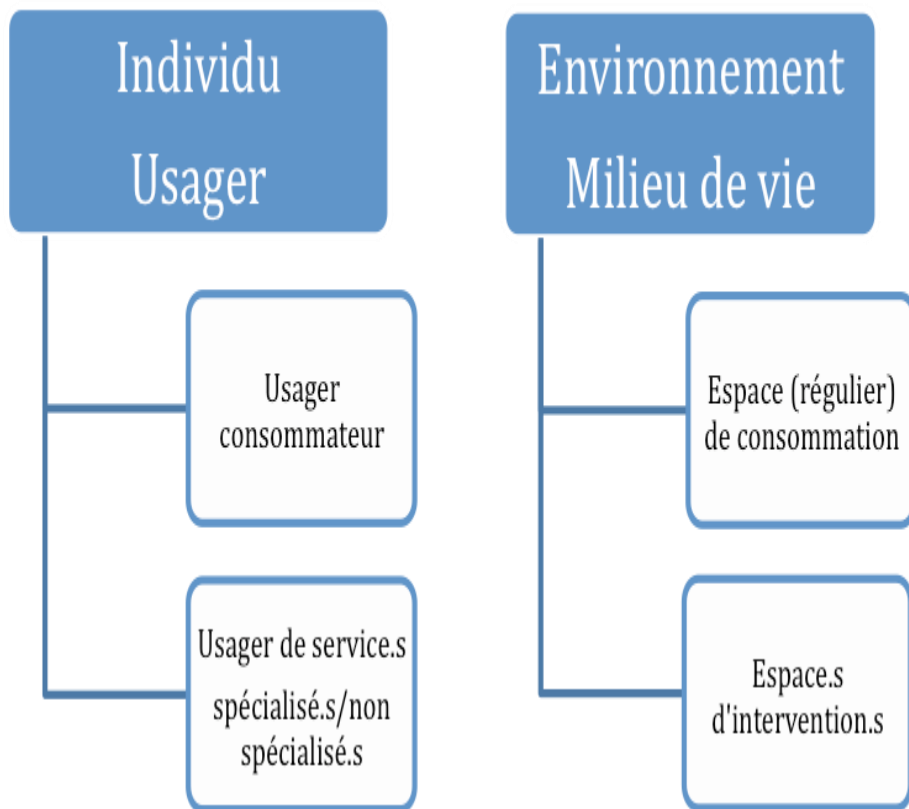 Individu
Usager
Usager
consommateur
Usager de service.s
spécialisé.s/non
spécialisé.s
Environnement
Milieu de vie
Espace (régulier)
de consommation
Espace.s
d'intervention.s